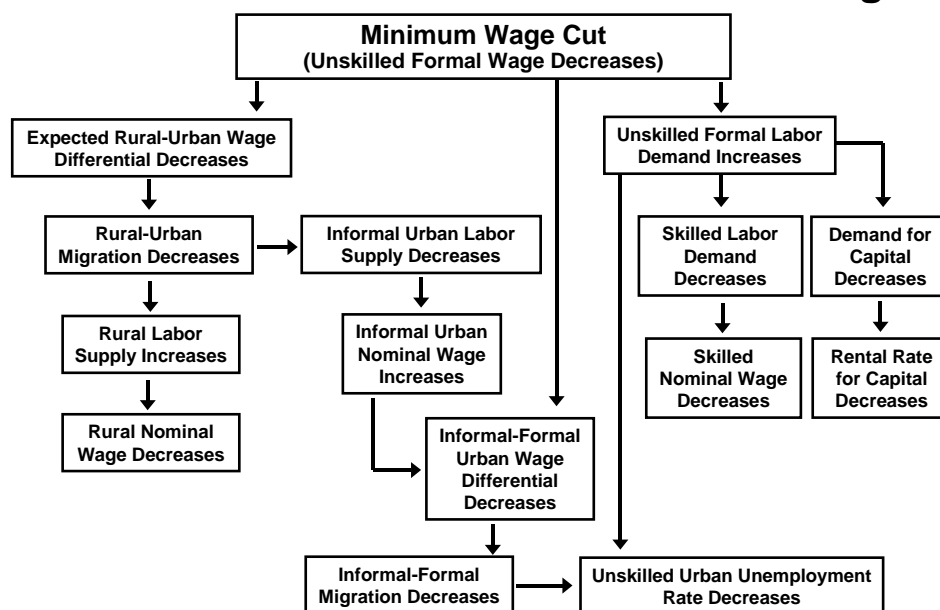 Minimum Wage Cut
(Unskilled Formal Wage Decreases)
Expected Rural-Urban Wage
Differential Decreases
Unskilled Formal Labor
Demand Increases
Rural-Urban
Migration Decreases
Informal Urban Labor
Supply Decreases
Skilled Labor
Demand
Decreases
Demand for
Capital
Decreases
Rural Labor
Supply Increases
Informal Urban
Nominal Wage
Increases
Skilled
Nominal Wage
Decreases
Rental Rate
for Capital
Decreases
Rural Nominal
Wage Decreases
Informal-Formal
Urban Wage
Differential
Decreases
Informal-Formal
Migration Decreases
Unskilled Urban Unemployment
Rate Decreases